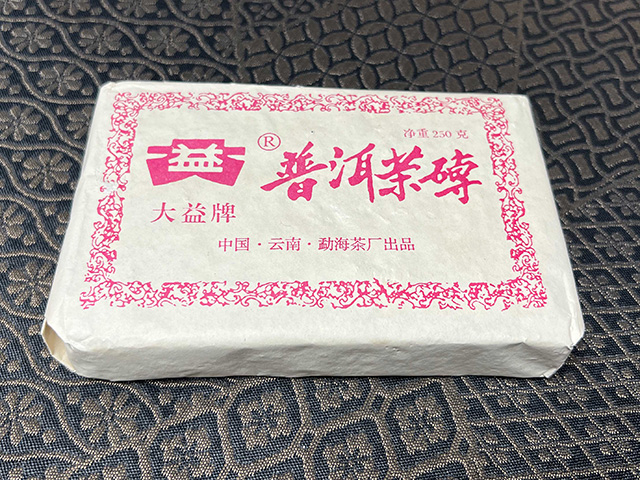 净重250克
益® 普洱茶砖
大益牌
中国·云南·勐海茶厂出品